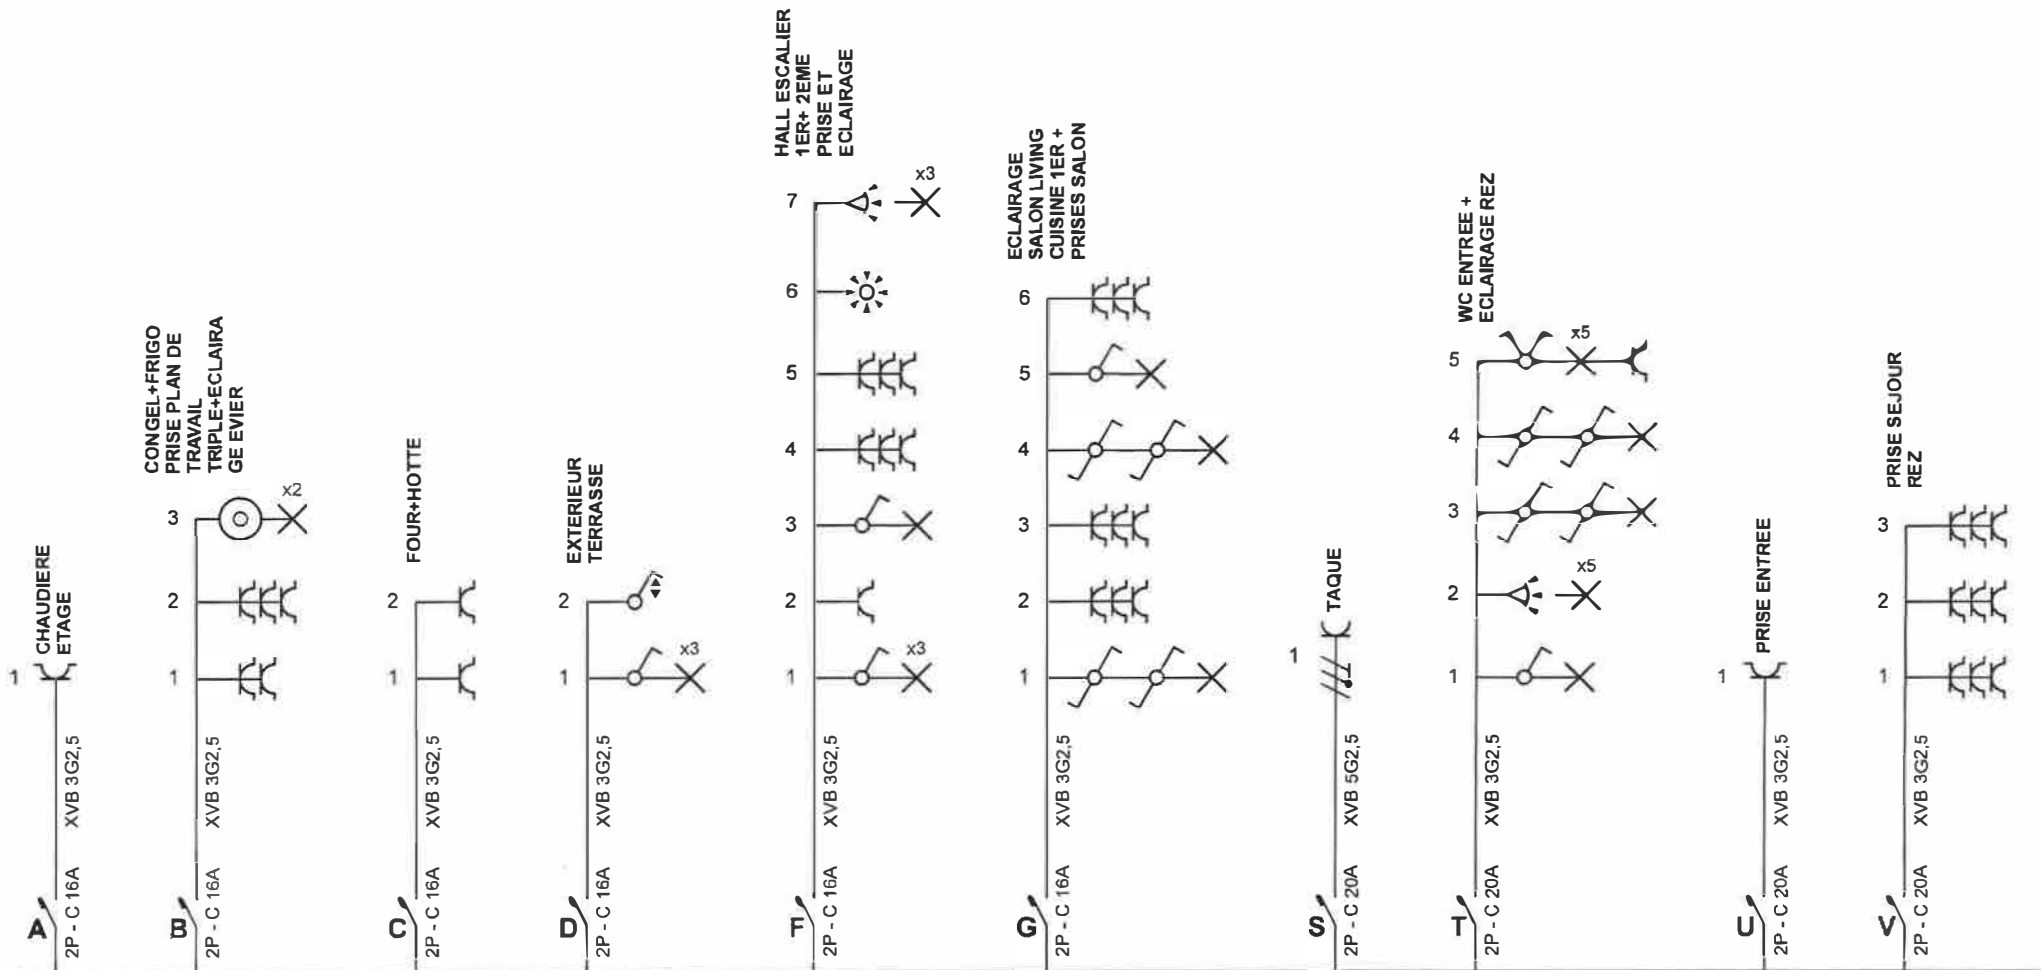 CHAUDIERE
ETAGE
1
XVB 3G2,5
2P - C 16A
A
CONGEL+FRIGO
PRISE PLAN DE
TRAVAIL
TRIPLE+ECLAIRA
GE EVIER
3
x2
2
1
XVB 3G2,5
2P - C 16A
B
FOUR+HOTTE
2
1
XVB 3G2,5
2P - C 16A
C
EXTERIEUR
TERRASSE
2
1
x3
XVB 3G2,5
2P - C 16A
D
HALL ESCALIER
1ER+ 2EME
PRISE ET
ECLAIRAGE
7
x3
6
5
4
3
2
1
x3
XVB 3G2,5
2P - C 16A
F
ECLAIRAGE
SALON LIVING
CUISINE 1ER +
PRISES SALON
6
5
4
3
2
1
XVB 3G2,5
2P - C 16A
G
TAQUE
1
XVB 5G2,5
2P - C 20A
S
WC ENTREE +
ECLAIRAGE REZ
5
x5
4
3
2
x5
1
XVB 3G2,5
2P - C 20A
T
PRISE ENTREE
1
XVB 3G2,5
2P - C 20A
U
PRISE SEJOUR
REZ
3
2
1
XVB 3G2,5
2P - C 20A
V